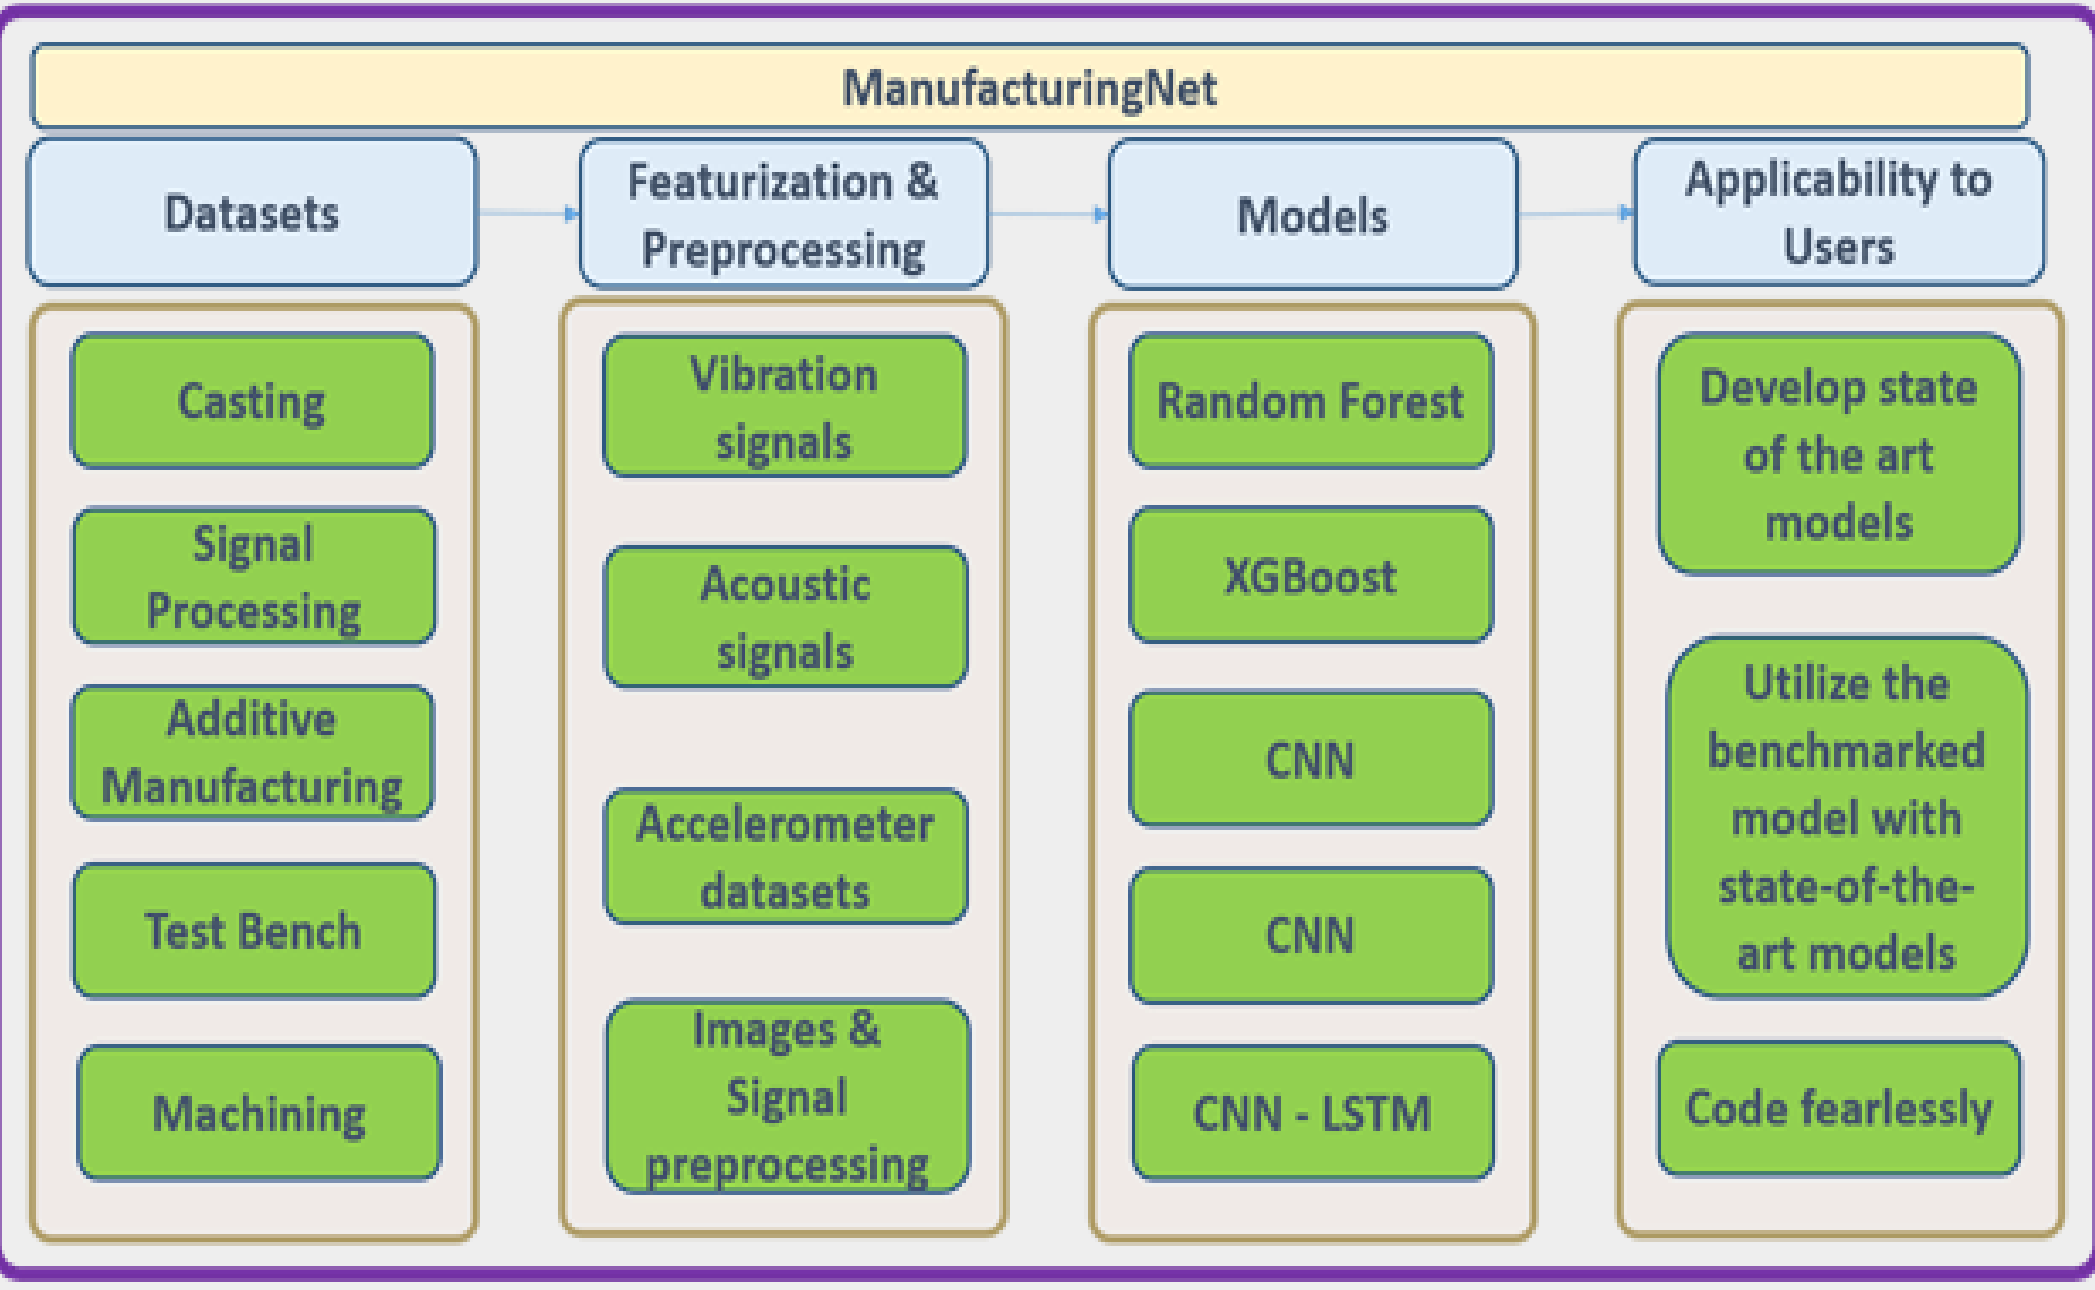 ManufacturingNet
Datasets
Featurization &
Preprocessing
Models
Applicability to
Users
Casting
Signal
Processing
Additive
Manufacturing
Test Bench
Machining
Vibration
signals
Acoustic
signals
Accelerometer
datasets
Images &
Signal
preprocessing
Random Forest
XGBoost
CNN
CNN
CNN - LSTM
Develop state
of the art
models
Utilize the
benchmarked
model with
state-of-the-
art models
Code fearlessly